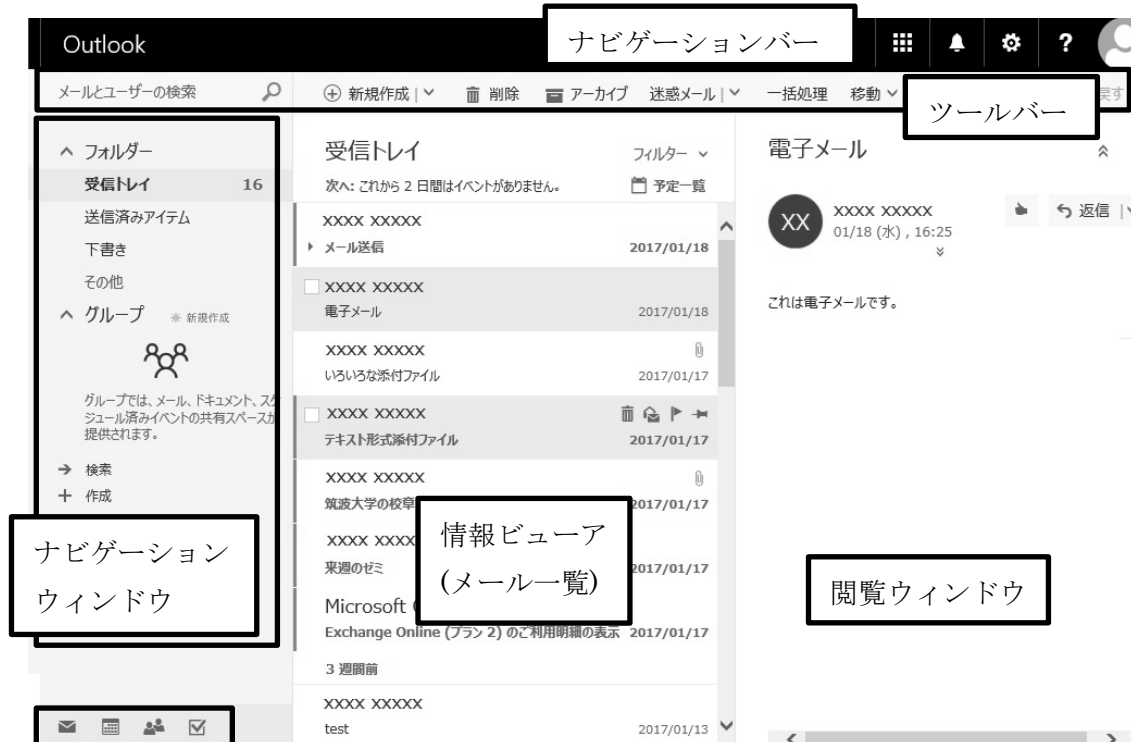 Outlook
ナビゲーションバー
?
メールとユーザーの検索
新規作成 |
削除
アーカイブ
迷惑メール |
一括処理
移動
ツールバー
戻す
フォルダー
受信トレイ 16
送信済みアイテム
下書き
その他
グループ
新規作成
グループでは、メール、ドキュメント、スケ
ジュール済みイベントの共有スペースが
提供されます。
検索
作成
ナビゲーション
ウィンドウ
受信トレイ
フィルター
次へ: これから 2 日間はイベントがありません。
予定一覧
XXXX XXXXX
メール送信 2017/01/18
XXXX XXXXX
電子メール 2017/01/18
XXXX XXXXX
いろいろな添付ファイル 2017/01/17
XXXX XXXXX
テキスト形式添付ファイル 2017/01/17
XXXX XXXXX
筑波大学の校章 2017/01/17
XXXX XXXX
来週のゼミ 2017/01/17
Microsoft
Exchange Online (プラン 2) のご利用明細の表示 2017/01/17
3 週間前
XXXX XXXXX
test 2017/01/13
情報ビューア
(メール一覧)
電子メール
XX
XXXX XXXXX
01/18 (水) , 16:25
返信 |
これは電子メールです。
閲覧ウィンドウ